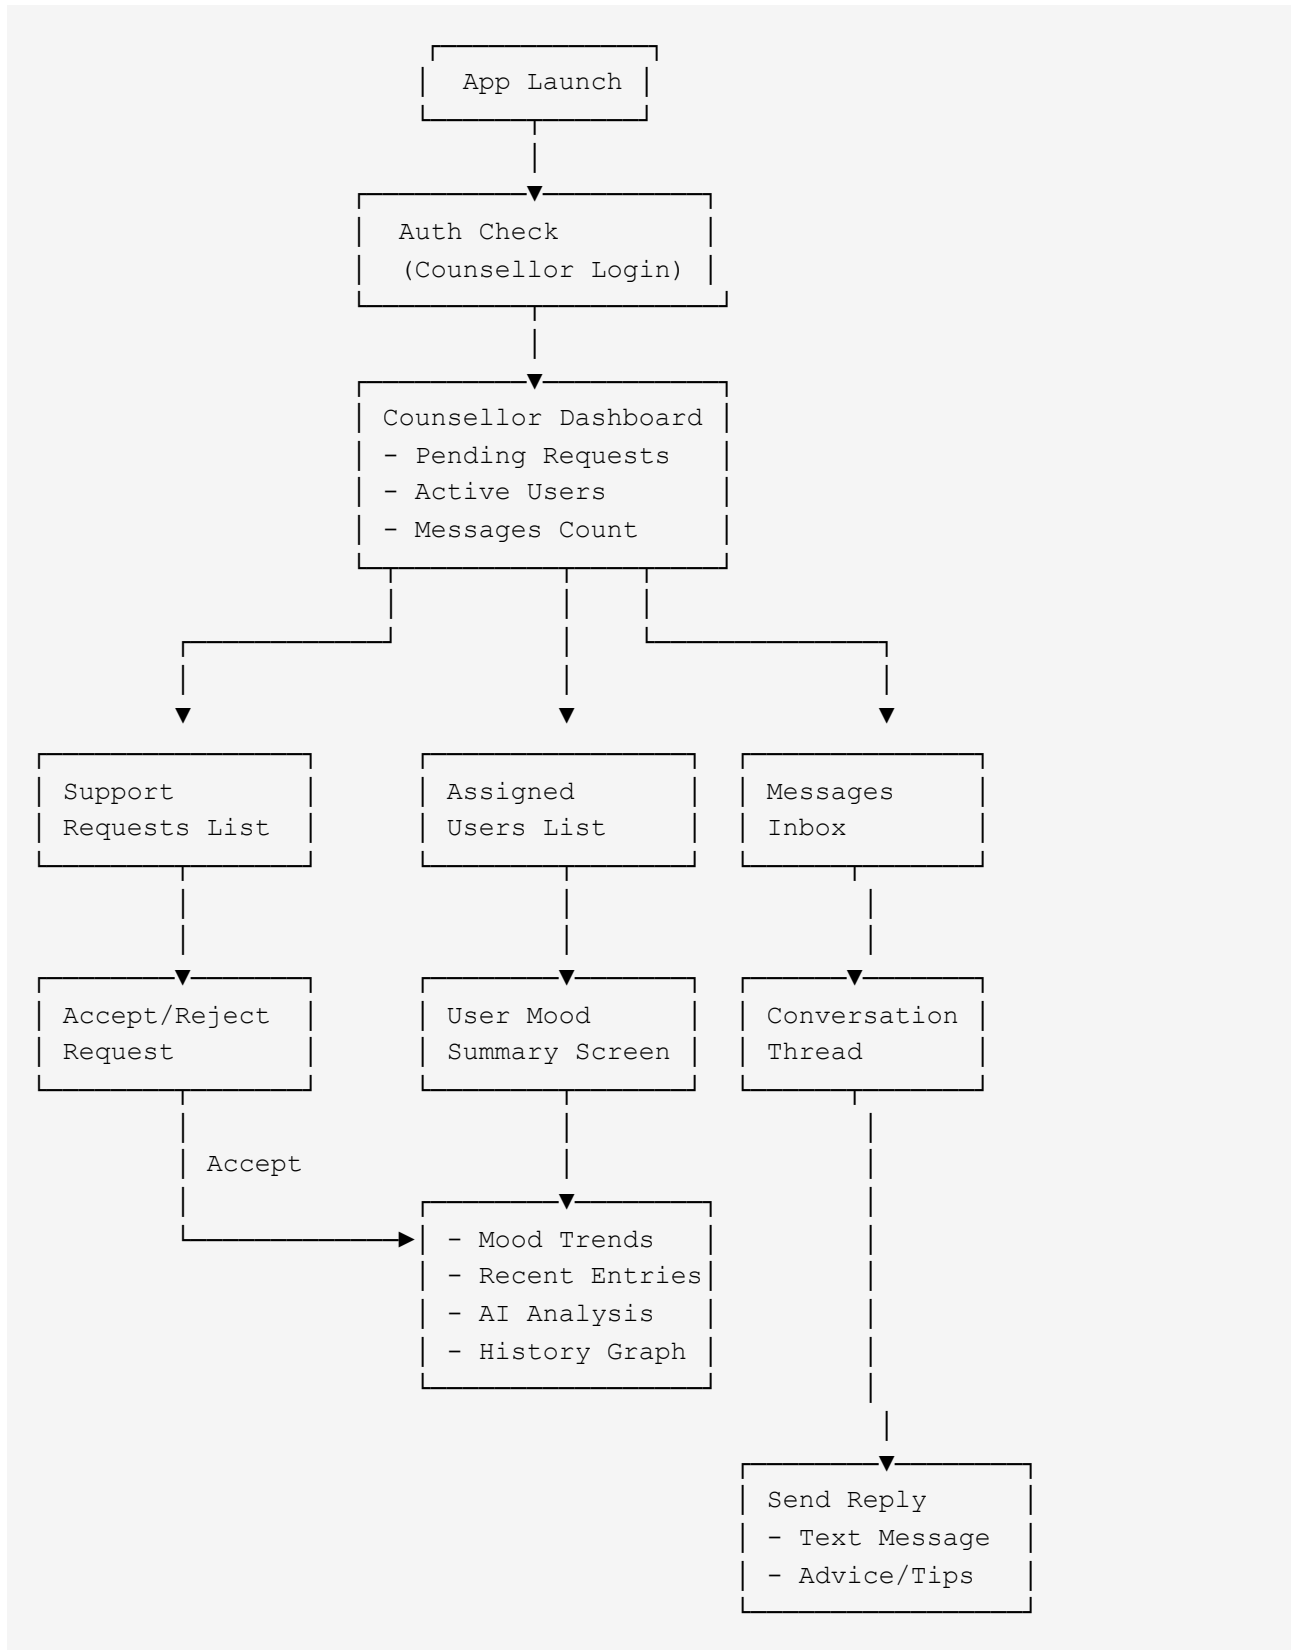 App Launch
Auth Check
(Counsellor Login)
Counsellor Dashboard
- Pending Requests
- Active Users
- Messages Count
Support
Requests List
Assigned
Users List
Messages
Inbox
Accept/Reject
Request
User Mood
Summary Screen
Conversation
Thread
Accept
- Mood Trends
- Recent Entries
- AI Analysis
- History Graph
Send Reply
- Text Message
- Advice/Tips